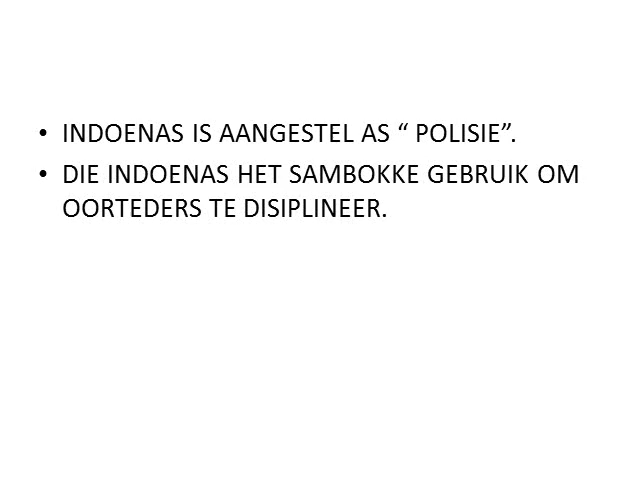 • INDOENAS IS AANGESTEL AS “ POLISIE”.
• DIE INDOENAS HET SAMBOKKE GEBRUIK OM
OORTEDERS TE DISIPLINEER.